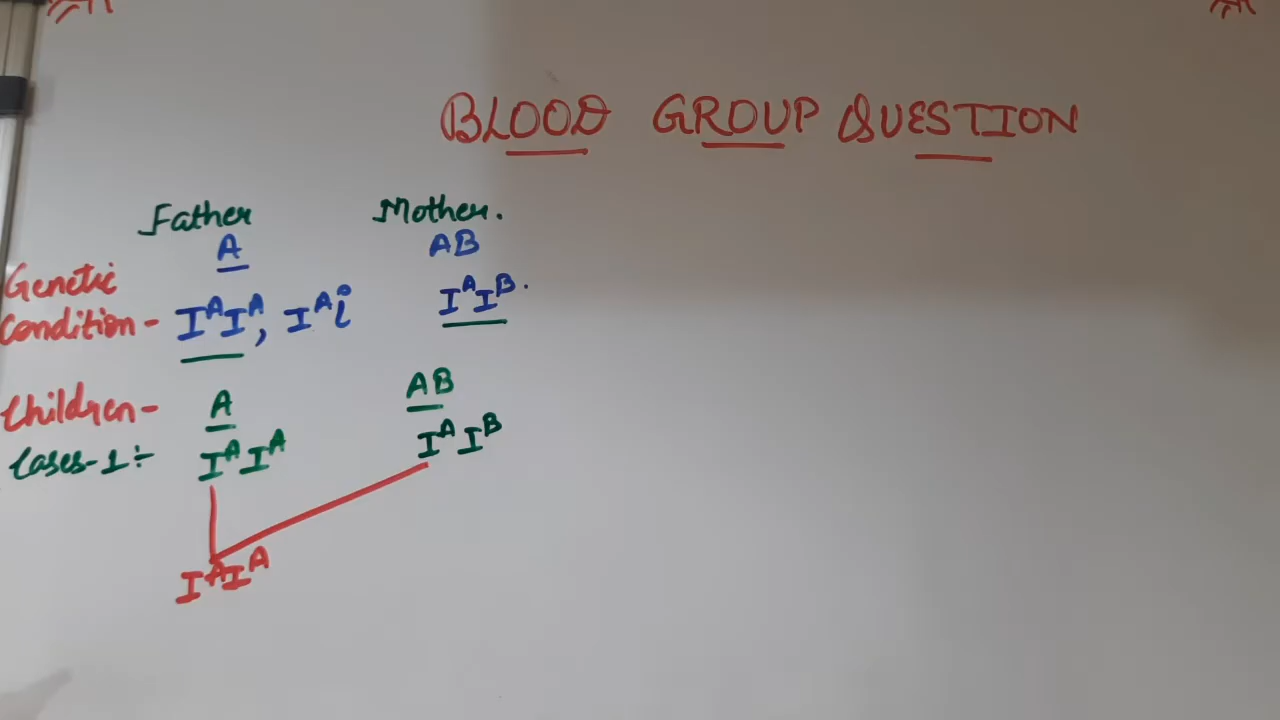 BLOOD GROUP QUESTION
Father Mother.
A AB
Genetic
Condition- IᴬIᴬ, Iᴬi IᴬIᴮ.
Children- A AB
Cases-1:- IᴬIᴬ IᴬIᴮ
IᴬIᴬ